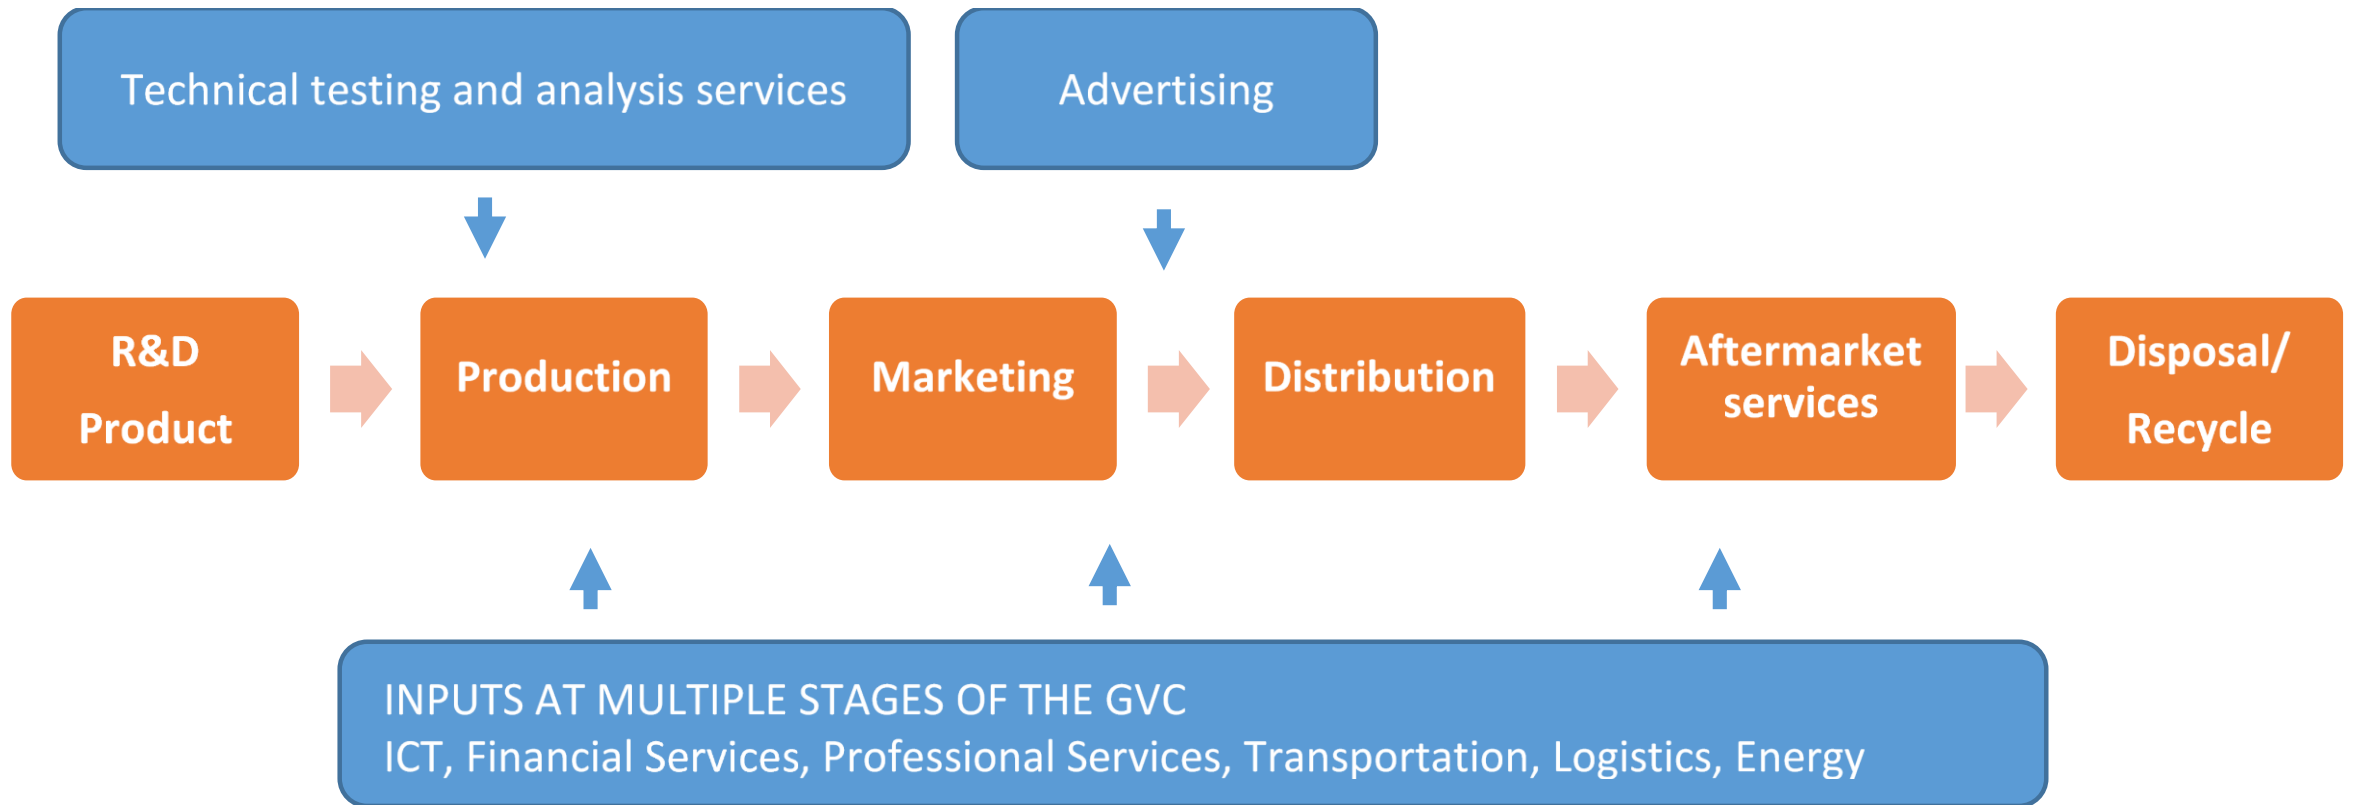 Technical testing and analysis services
Advertising
R&D
Product
Production
Marketing
Distribution
Aftermarket
services
Disposal/
Recycle
INPUTS AT MULTIPLE STAGES OF THE GVC
ICT, Financial Services, Professional Services, Transportation, Logistics, Energy